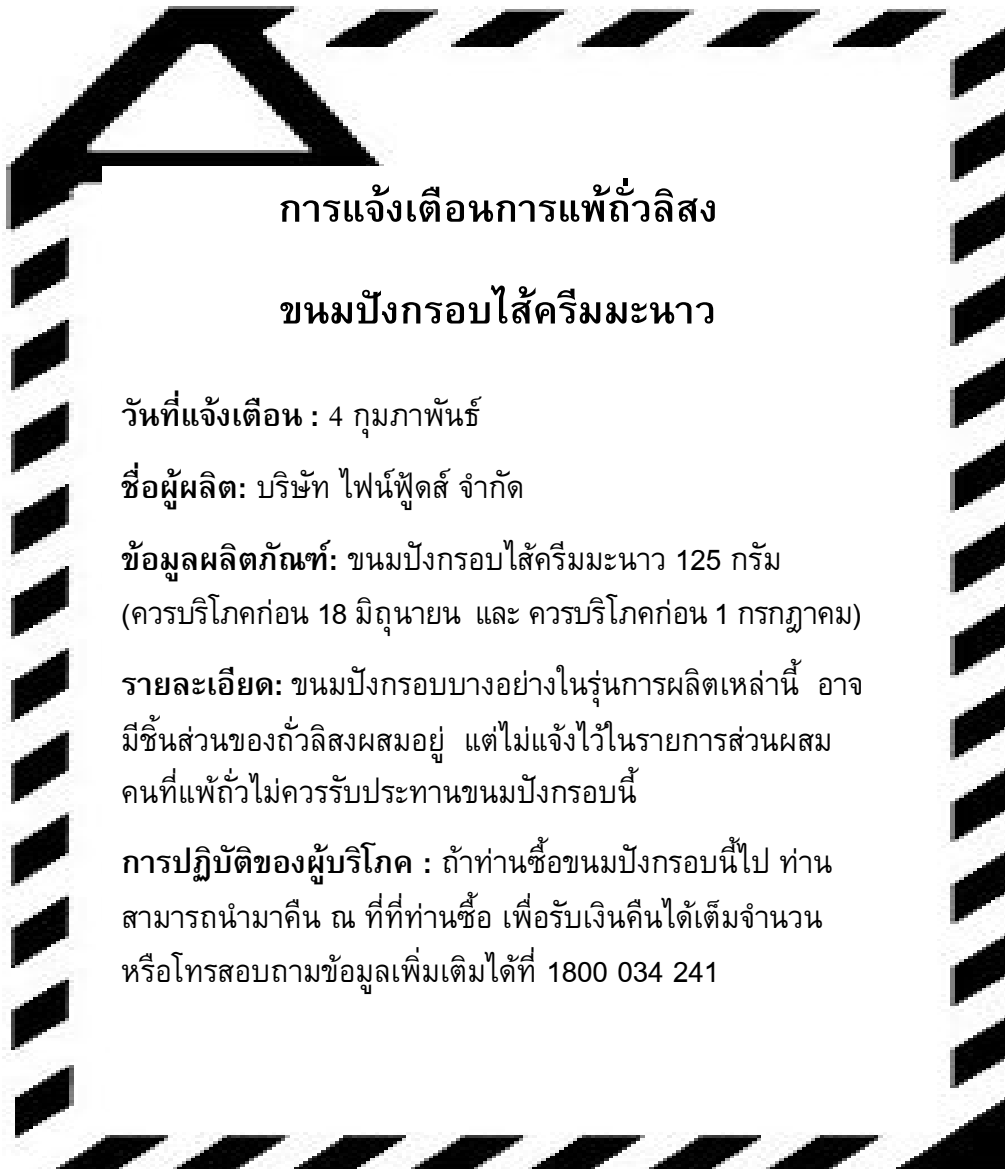 การแจ้งเตือนการแพ้ถั่วลิสง
ขนมปังกรอบไส้ครีมมะนาว
วันที่แจ้งเตือน : 4 กุมภาพันธ์
ชื่อผู้ผลิต: บริษัท ไฟน์ฟู้ดส์ จำกัด
ข้อมูลผลิตภัณฑ์: ขนมปังกรอบไส้ครีมมะนาว 125 กรัม
(ควรบริโภคก่อน 18 มิถุนายน และ ควรบริโภคก่อน 1 กรกฎาคม)
รายละเอียด: ขนมปังกรอบบางอย่างในรุ่นการผลิตเหล่านี้ อาจ
มีชิ้นส่วนของถั่วลิสงผสมอยู่ แต่ไม่แจ้งไว้ในรายการส่วนผสม
คนที่แพ้ถั่วไม่ควรรับประทานขนมปังกรอบนี้
การปฏิบัติของผู้บริโภค : ถ้าท่านซื้อขนมปังกรอบนี้ไป ท่าน
สามารถนำมาคืน ณ ที่ที่ท่านซื้อ เพื่อรับเงินคืนได้เต็มจำนวน
หรือโทรสอบถามข้อมูลเพิ่มเติมได้ที่ 1800 034 241